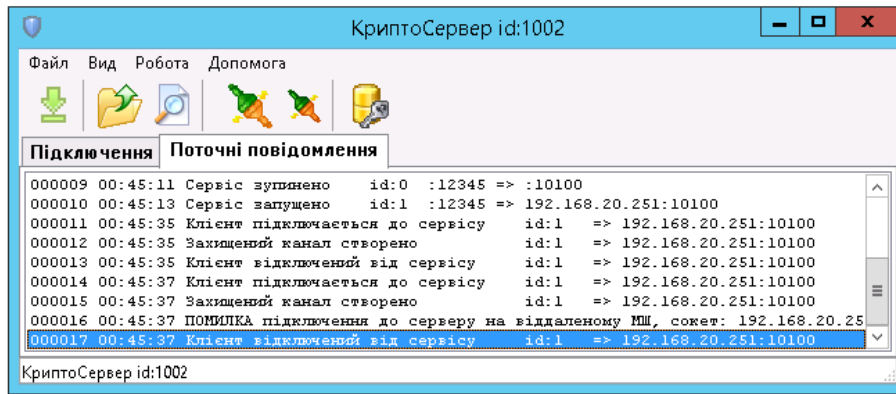 КриптоСервер id:1002
Файл Вид Робота Допомога
Підключення Поточні повідомлення
000009 00:45:11 Сервіс зупинено id:0 :12345 => :10100
000010 00:45:13 Сервіс запущено id:1 :12345 => 192.168.20.251:10100
000011 00:45:35 Клієнт підключається до сервісу id:1 => 192.168.20.251:10100
000012 00:45:35 Захищений канал створено id:1 => 192.168.20.251:10100
000013 00:45:35 Клієнт відключений від сервісу id:1 => 192.168.20.251:10100
000014 00:45:37 Клієнт підключається до сервісу id:1 => 192.168.20.251:10100
000015 00:45:37 Захищений канал створено id:1 => 192.168.20.251:10100
000016 00:45:37 ПОМИЛКА підключення до серверу на віддаленому МШ, сокет: 192.168.20.25
000017 00:45:37 Клієнт відключений від сервісу id:1 => 192.168.20.251:10100
КриптоСервер id:1002